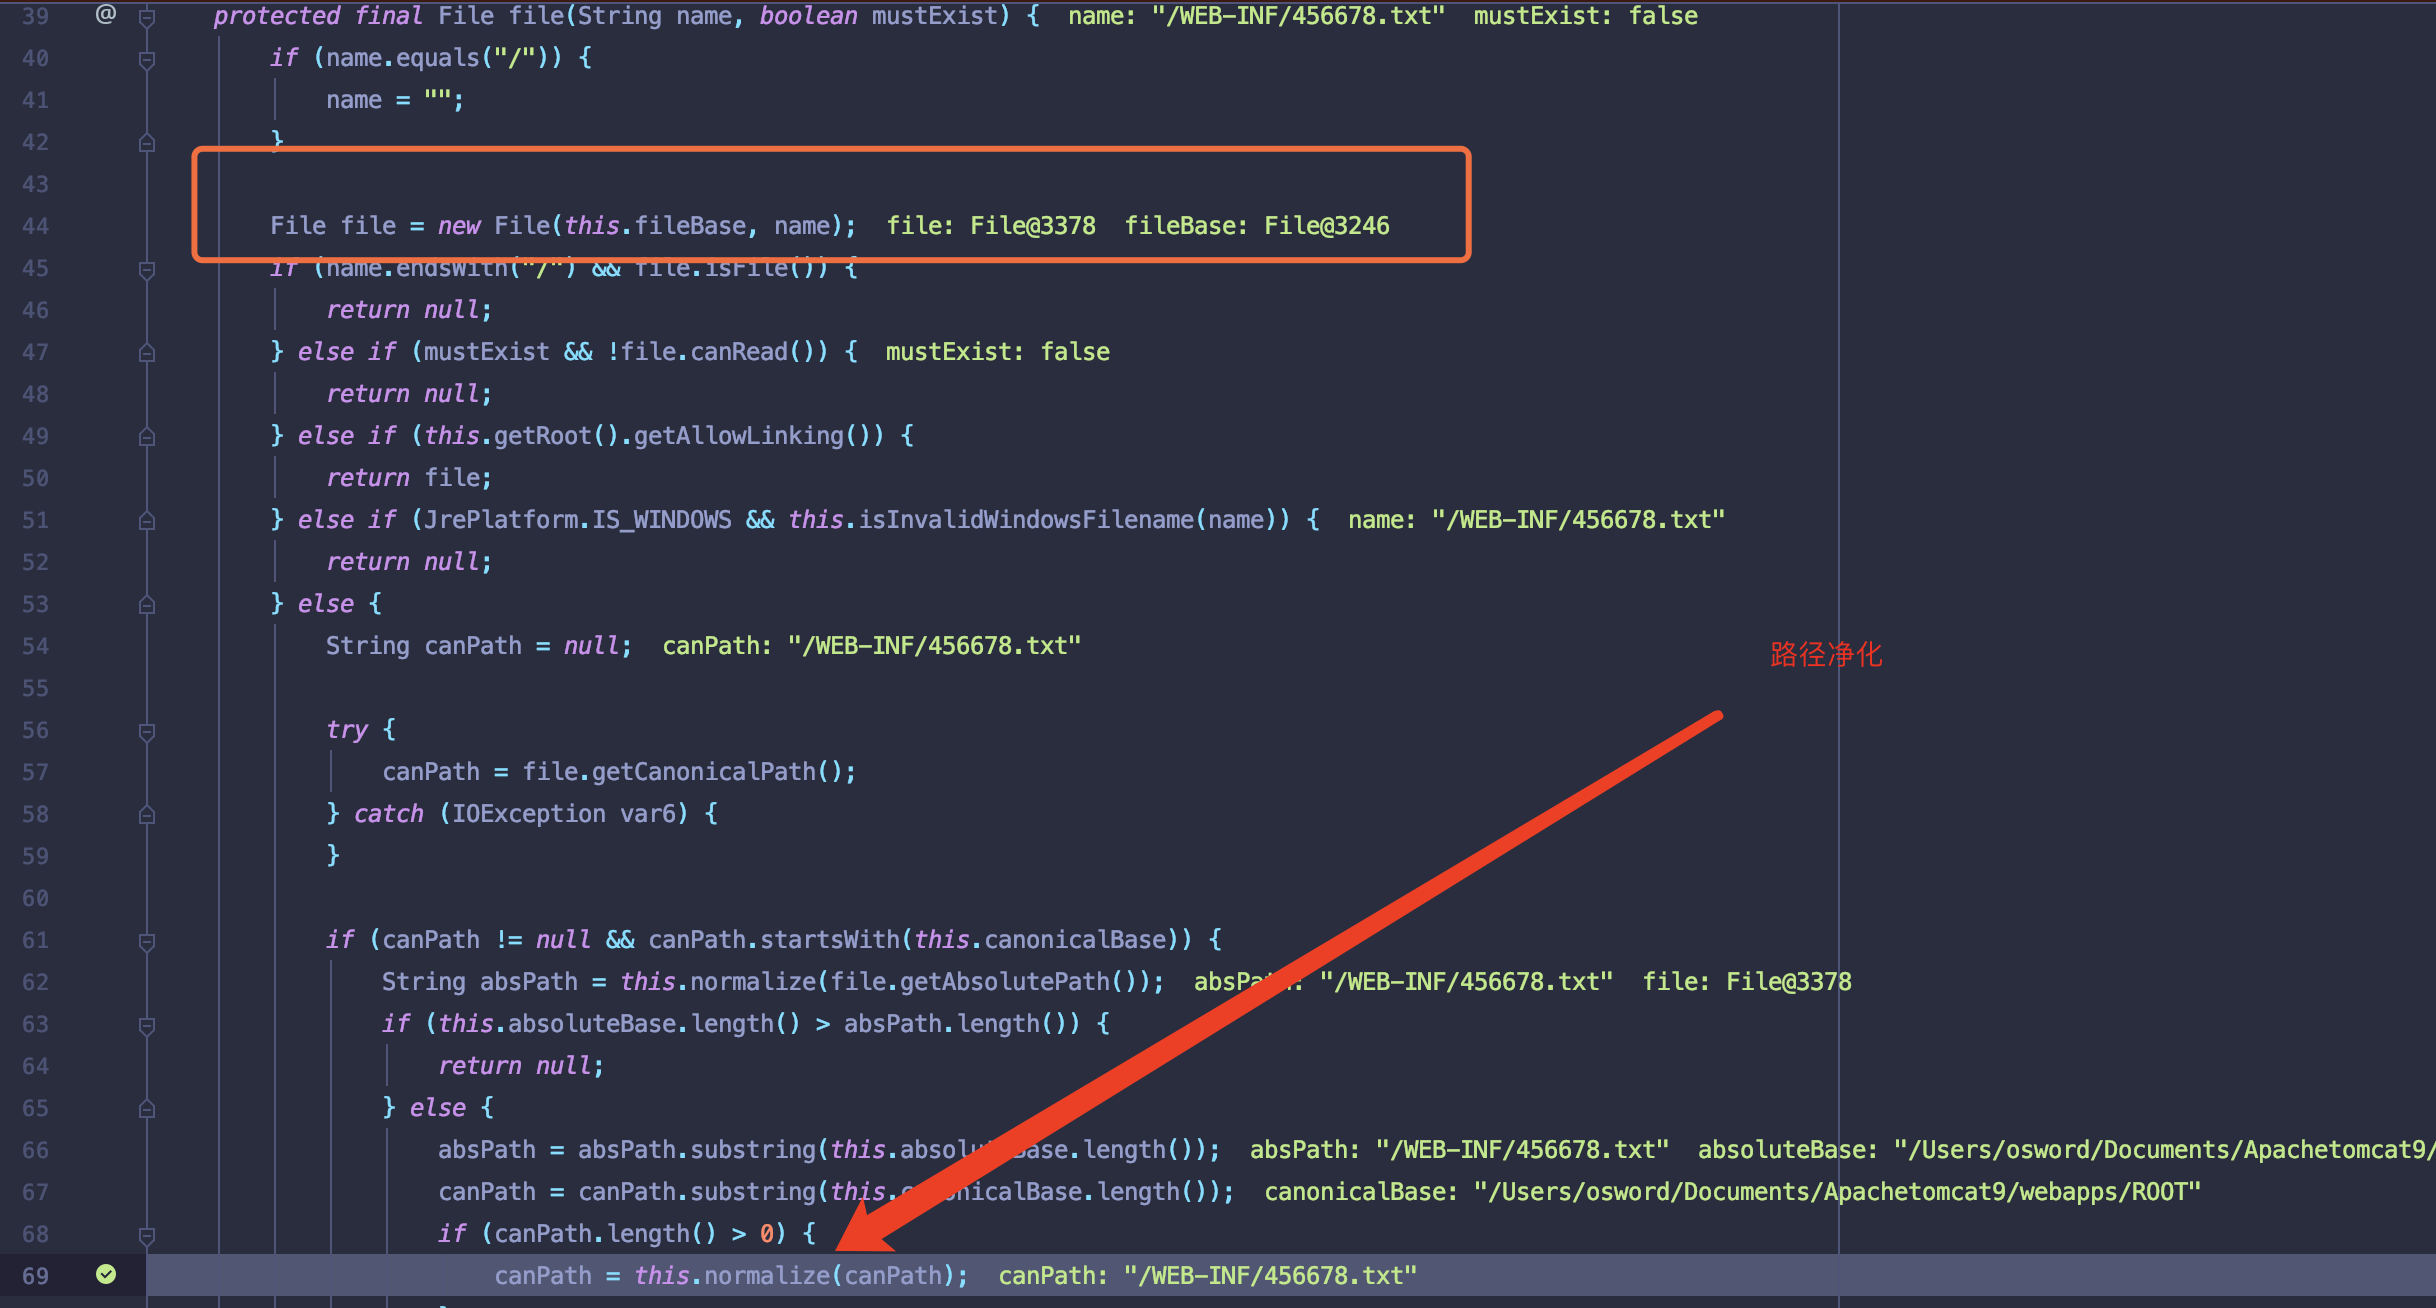 39 @ protected final File file(String name, boolean mustExist) { name: "/WEB-INF/456678.txt" mustExist: false
40 if (name.equals("/")) {
41 name = "";
42 }
43
44 File file = new File(this.fileBase, name); file: File@3378 fileBase: File@3246
45 if (name.endsWith("/") && file.isFile()) {
46 return null;
47 } else if (mustExist && !file.canRead()) { mustExist: false
48 return null;
49 } else if (this.getRoot().getAllowLinking()) {
50 return file;
51 } else if (JrePlatform.IS_WINDOWS && this.isInvalidWindowsFilename(name)) { name: "/WEB-INF/456678.txt"
52 return null;
53 } else {
54 String canPath = null; canPath: "/WEB-INF/456678.txt"
路径净化
55
56 try {
57 canPath = file.getCanonicalPath();
58 } catch (IOException var6) {
59 }
60
61 if (canPath != null && canPath.startsWith(this.canonicalBase)) {
62 String absPath = this.normalize(file.getAbsolutePath()); absPath: "/WEB-INF/456678.txt" file: File@3378
63 if (this.absoluteBase.length() > absPath.length()) {
64 return null;
65 } else {
66 absPath = absPath.substring(this.absoluteBase.length()); absPath: "/WEB-INF/456678.txt" absoluteBase: "/Users/osword/Documents/Apachetomcat9/
67 canPath = canPath.substring(this.canonicalBase.length()); canonicalBase: "/Users/osword/Documents/Apachetomcat9/webapps/ROOT"
68 if (canPath.length() > 0) {
69 canPath = this.normalize(canPath); canPath: "/WEB-INF/456678.txt"